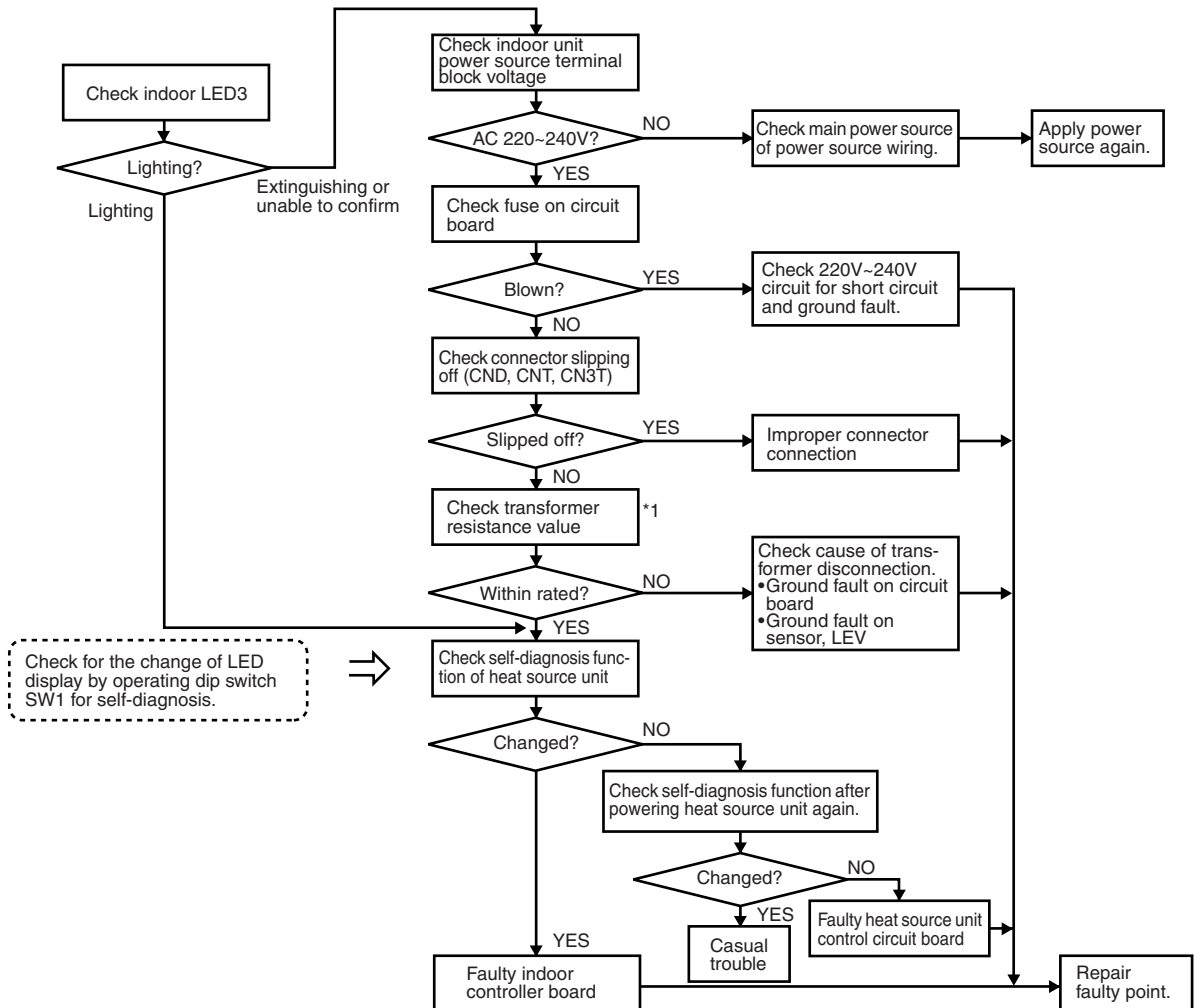 Check indoor unit
power source terminal
block voltage
Check indoor LED3
AC 220~240V?
NO
Check main power source
of power source wiring.
Apply power
source again.
Lighting?
Extinguishing or
unable to confirm
Lighting
YES
Check fuse on circuit
board
Blown?
YES
Check 220V~240V
circuit for short circuit
and ground fault.
NO
Check connector slipping
off (CND, CNT, CN3T)
Slipped off?
YES
Improper connector
connection
NO
Check transformer
resistance value
*1
Within rated?
NO
Check cause of trans-
former disconnection.
•Ground fault on circuit
board
•Ground fault on
sensor, LEV
YES
Check for the change of LED
display by operating dip switch
SW1 for self-diagnosis.
Check self-diagnosis func-
tion of heat source unit
Changed?
NO
Check self-diagnosis function after
powering heat source unit again.
Changed?
NO
YES
Faulty heat source unit
control circuit board
Casual
trouble
YES
Faulty indoor
controller board
Repair
faulty point.